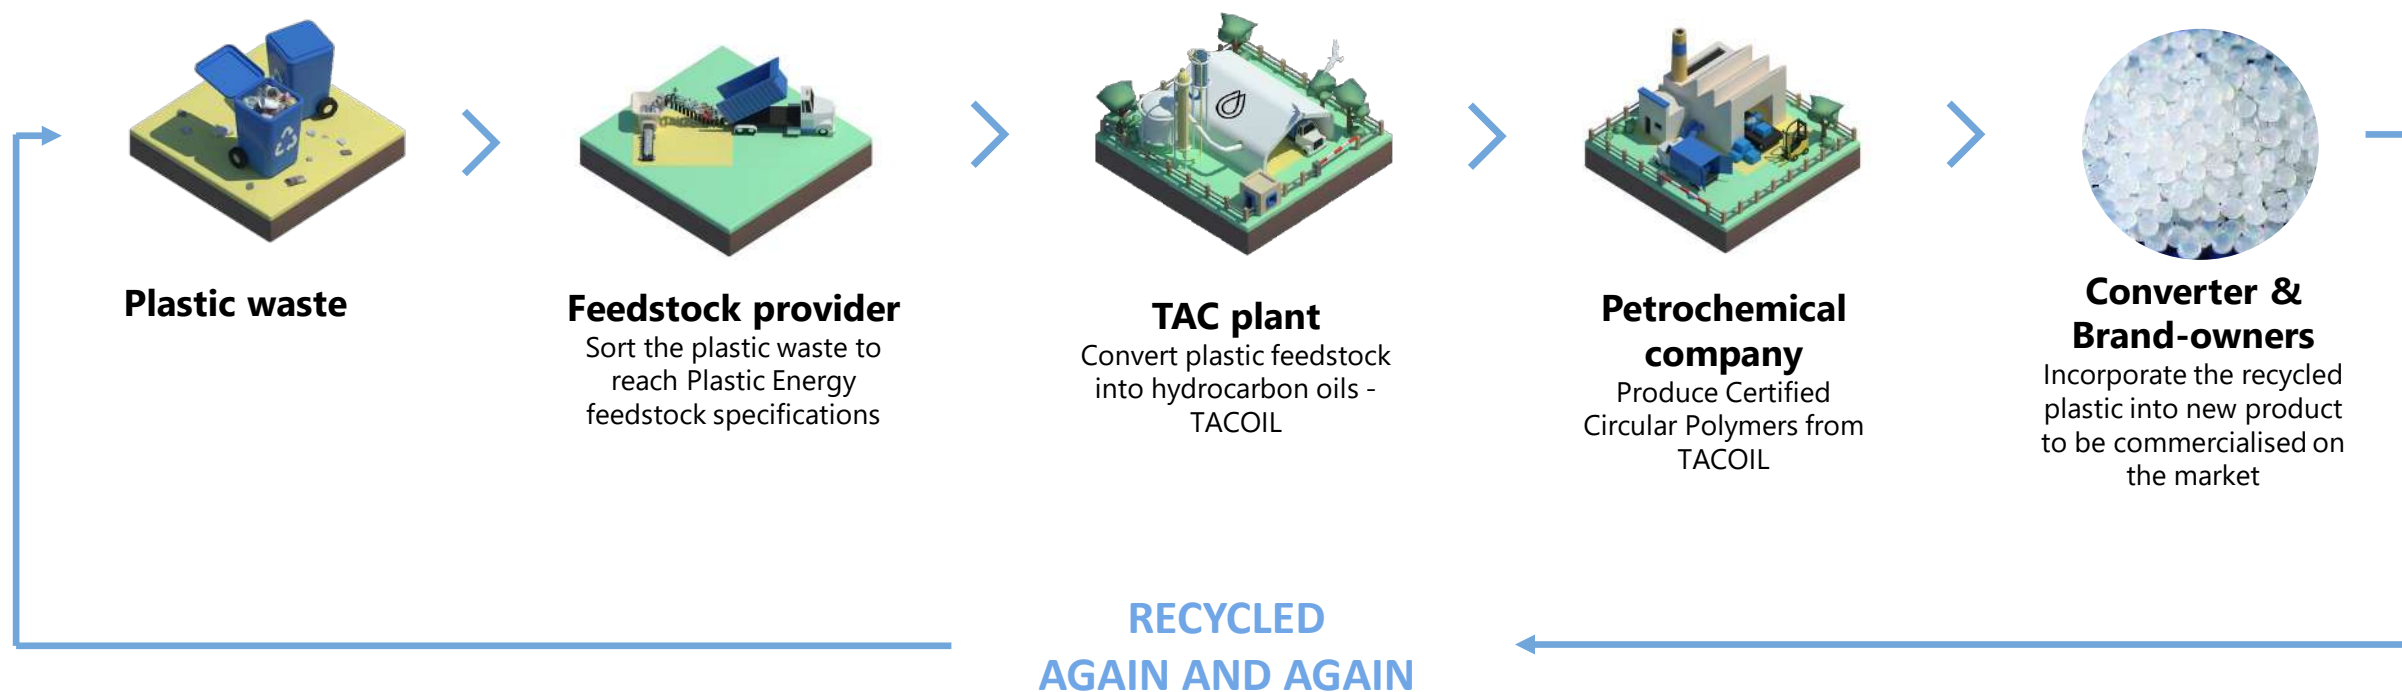 Plastic waste
Feedstock provider
Sort the plastic waste to
reach Plastic Energy
feedstock specifications
TAC plant
Convert plastic feedstock
into hydrocarbon oils -
TACOIL
Petrochemical
company
Produce Certified
Circular Polymers from
TACOIL
Converter &
Brand-owners
Incorporate the recycled
plastic into new product
to be commercialised on
the market
RECYCLED
AGAIN AND AGAIN